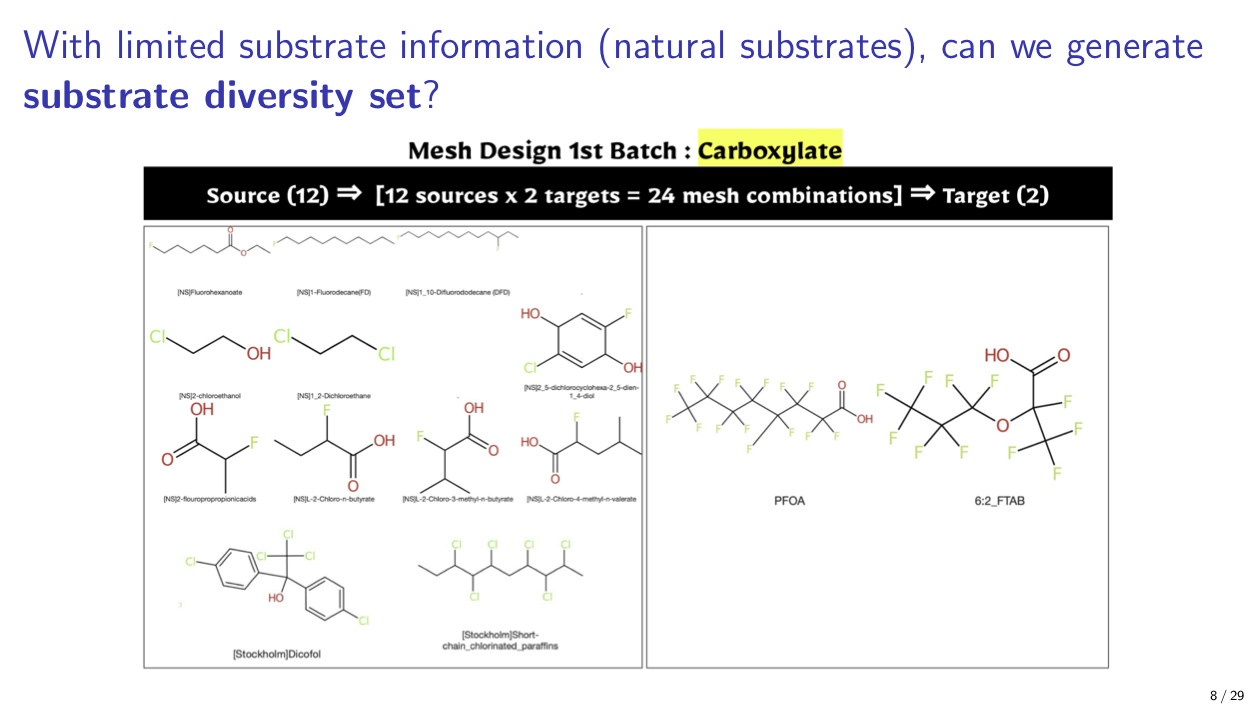 With limited substrate information (natural substrates), can we generate
substrate diversity set?
Mesh Design 1st Batch : Carboxylate
Source (12) ⇒ [12 sources x 2 targets = 24 mesh combinations] ⇒ Target (2)
F O O F F F
[NS]Fluorohexanoate [NS]1-Fluorodecane(FD) [NS]1_10-Difluorododecane (DFD)
Cl OH Cl Cl HO F Cl OH
[NS]2-chloroethanol [NS]1_2-Dichloroethane [NS]2_5-dichlorocyclohexa-2_5-dien-
1_4-diol
OH O F F OH O F OH O HO F O
[NS]2-flouropropropionicacids [NS]L-2-Chloro-n-butyrate [NS]L-2-Chloro-3-methyl-n-butyrate [NS]L-2-Chloro-4-methyl-n-valerate
Cl Cl Cl Cl HO Cl Cl Cl Cl Cl Cl Cl
[Stockholm]Dicofol
[Stockholm]Short-
chain_chlorinated_paraffins
F F F F F F F F F F F F F F F O OH
PFOA
HO O F F F F F F F O F F F F
6:2_FTAB
8 / 29